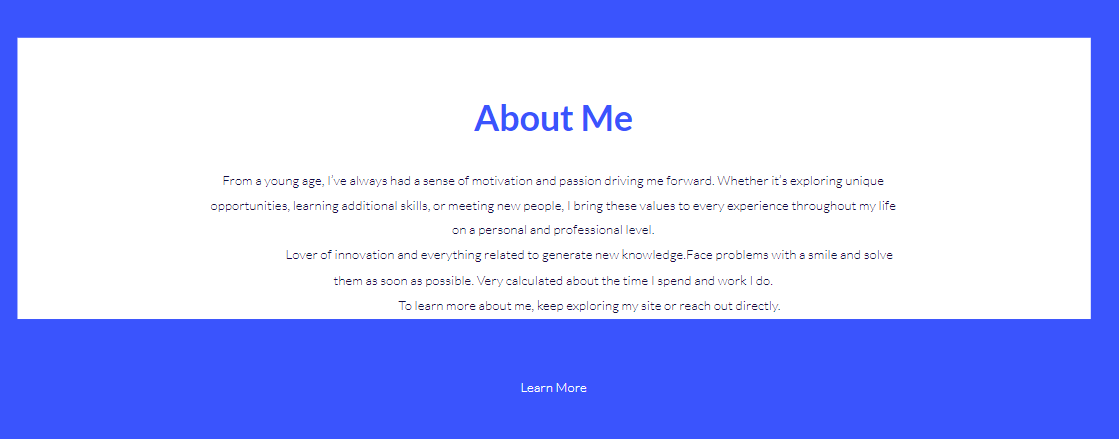 About Me
From a young age, I've always had a sense of motivation and passion driving me forward. Whether it's exploring unique
opportunities, learning additional skills, or meeting new people, I bring these values to every experience throughout my life
on a personal and professional level.
Lover of innovation and everything related to generate new knowledge.Face problems with a smile and solve
them as soon as possible. Very calculated about the time I spend and work I do.
To learn more about me, keep exploring my site or reach out directly.
Learn More